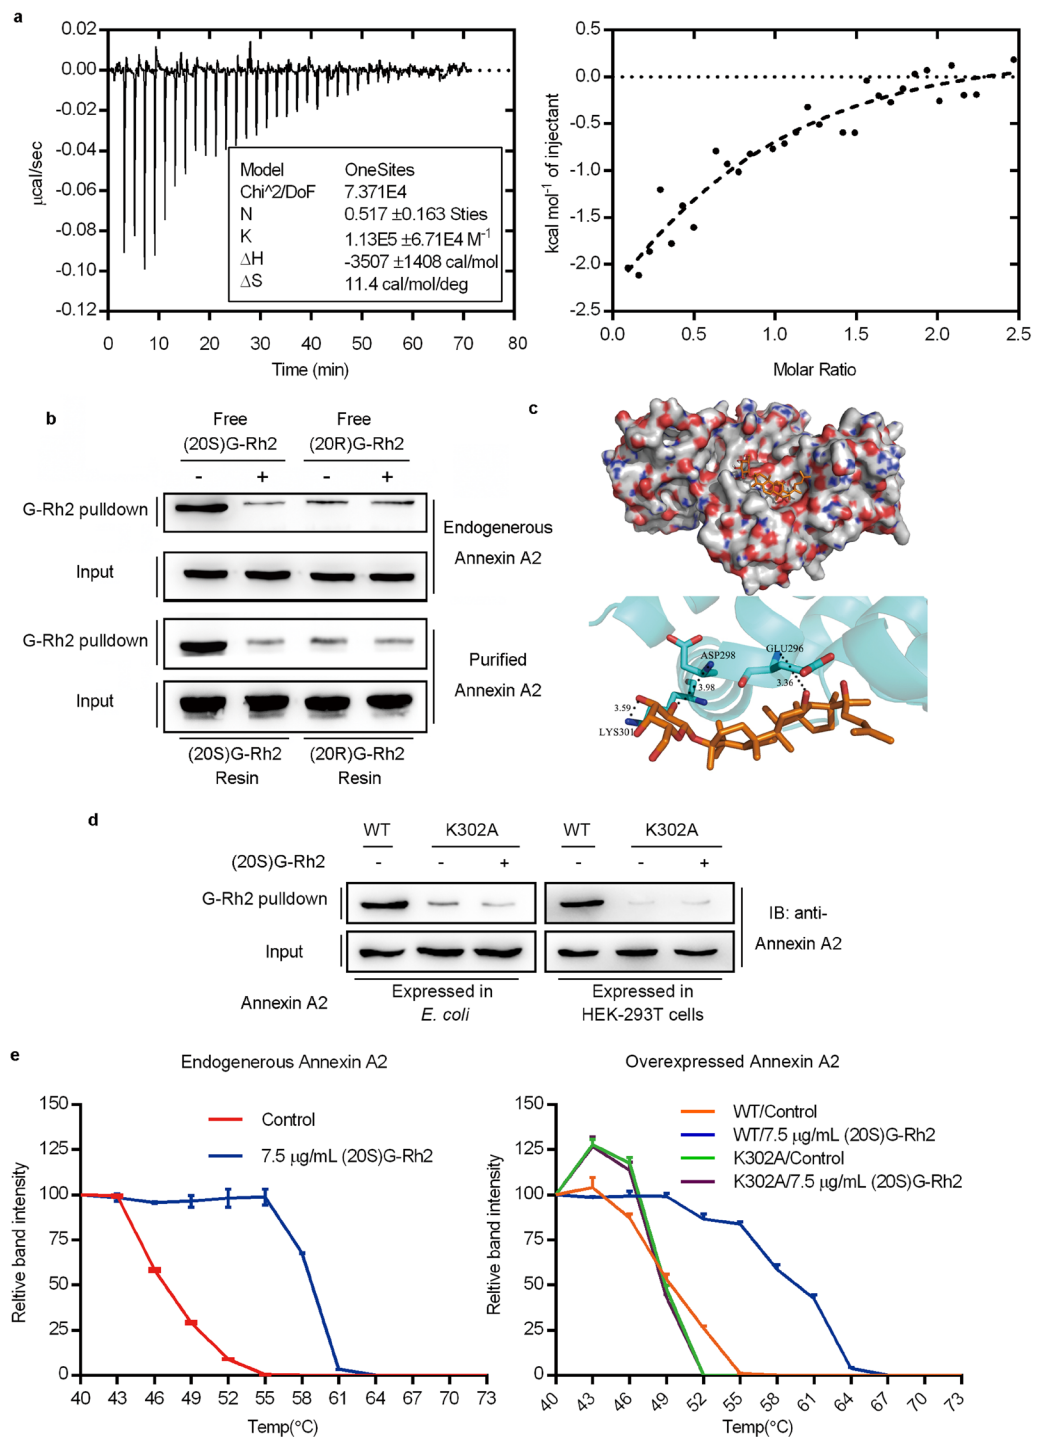 a
0.02
0.00
-0.02
-0.04
-0.06
-0.08
-0.10
-0.12
μcal/sec
Model OneSites
Chi^2/DoF 7.371E4
N 0.517 ±0.163 Sties
K 1.13E5 ±6.71E4 M⁻¹
ΔH -3507 ±1408 cal/mol
ΔS 11.4 cal/mol/deg
0 10 20 30 40 50 60 70 80
Time (min)
0.5
0.0
-0.5
-1.0
-1.5
-2.0
-2.5
kcal mol⁻¹ of injectant
0.0 0.5 1.0 1.5 2.0 2.5
Molar Ratio
b
Free Free
(20S)G-Rh2 (20R)G-Rh2
- + - +
G-Rh2 pulldown
Input
Endogenerous
Annexin A2
G-Rh2 pulldown
Input
Purified
Annexin A2
(20S)G-Rh2 (20R)G-Rh2
Resin Resin
c
ASP298
GLU296
3.98
3.36
3.59
LYS301
d
WT K302A WT K302A
(20S)G-Rh2 - - + - - +
G-Rh2 pulldown
Input
IB: anti-
Annexin A2
Annexin A2
Expressed in
E. coli
Expressed in
HEK-293T cells
e
Endogenerous Annexin A2
150
125
100
75
50
25
0
Reltive band intensity
Control
7.5 μg/mL (20S)G-Rh2
40 43 46 49 52 55 58 61 64 67 70 73
Temp(°C)
Overexpressed Annexin A2
150
125
100
75
50
25
0
Reltive band intensity
WT/Control
WT/7.5 μg/mL (20S)G-Rh2
K302A/Control
K302A/7.5 μg/mL (20S)G-Rh2
40 43 46 49 52 55 58 61 64 67 70 73
Temp(°C)